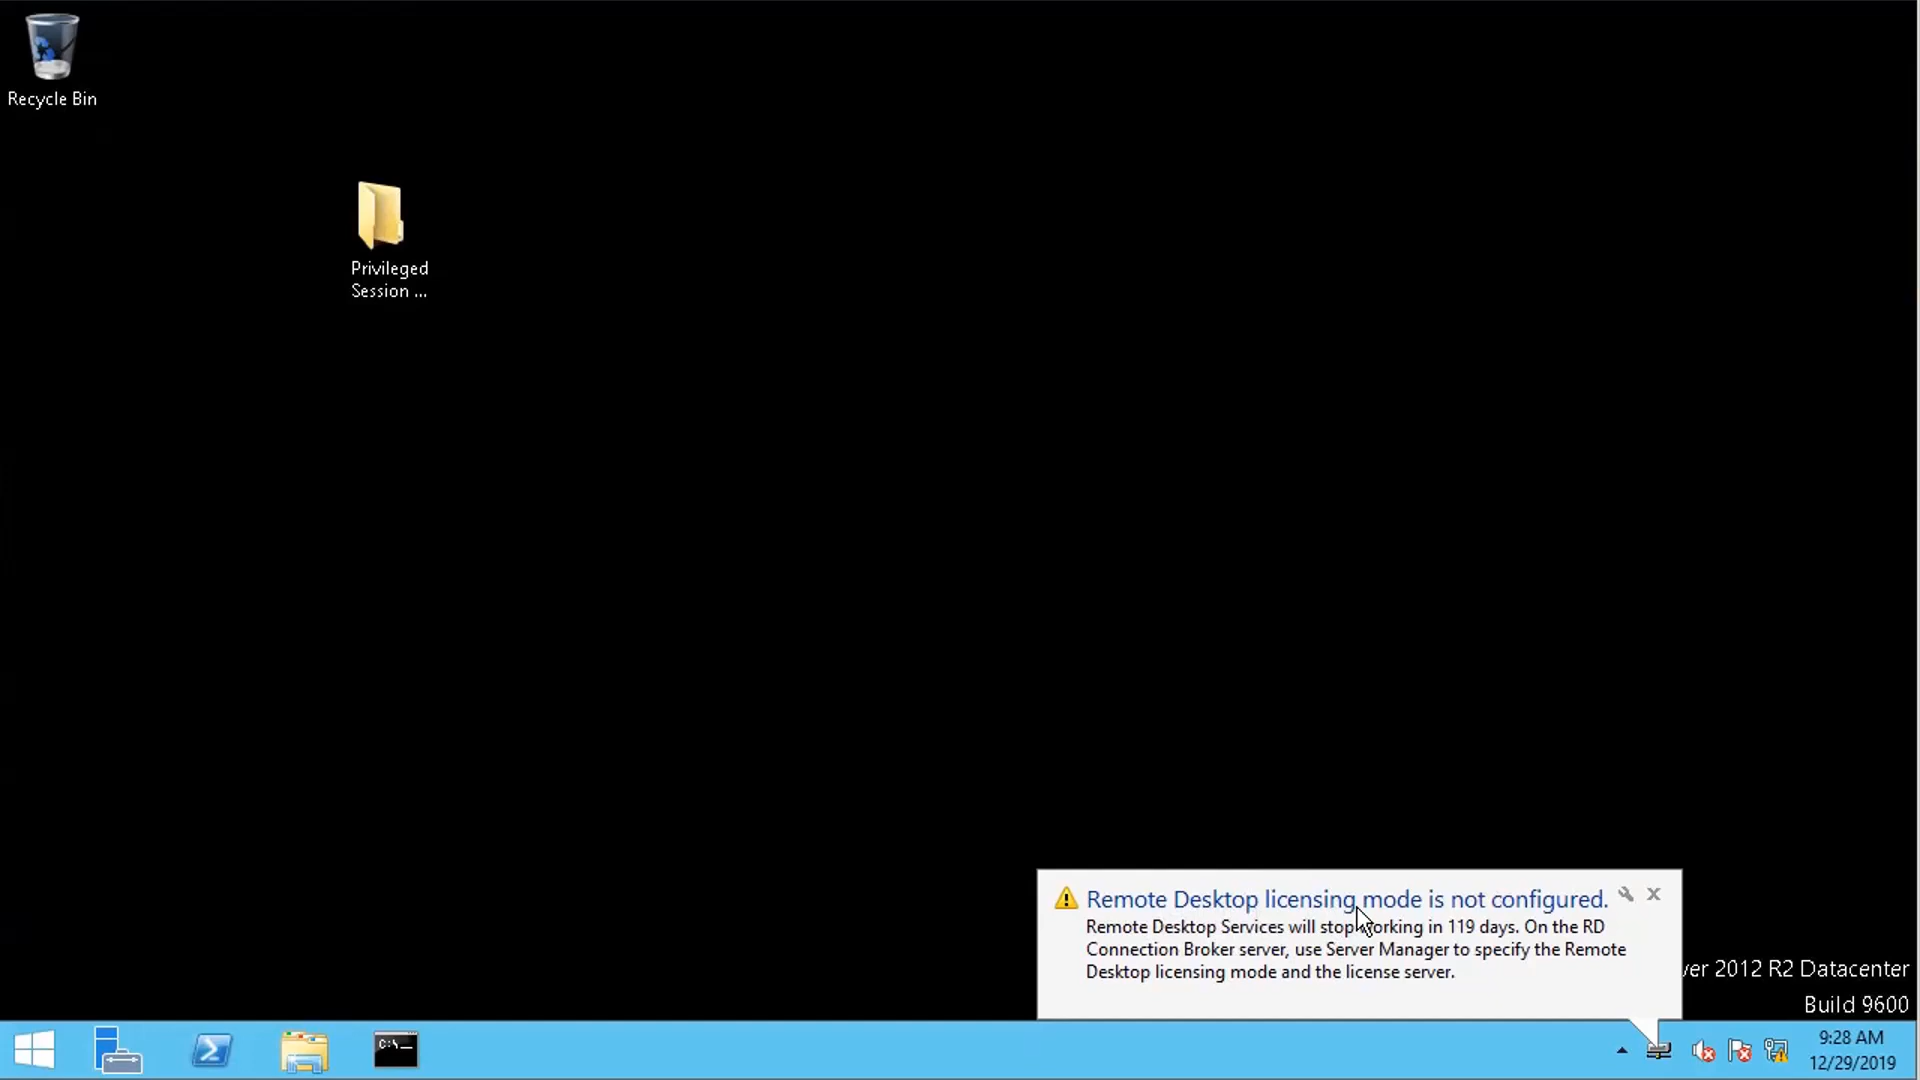 Recycle Bin
Privileged
Session ...
Remote Desktop licensing mode is not configured.
Remote Desktop Services will stop working in 119 days. On the RD
Connection Broker server, use Server Manager to specify the Remote
Desktop licensing mode and the license server.
ver 2012 R2 Datacenter
Build 9600
C:\
9:28 AM
12/29/2019